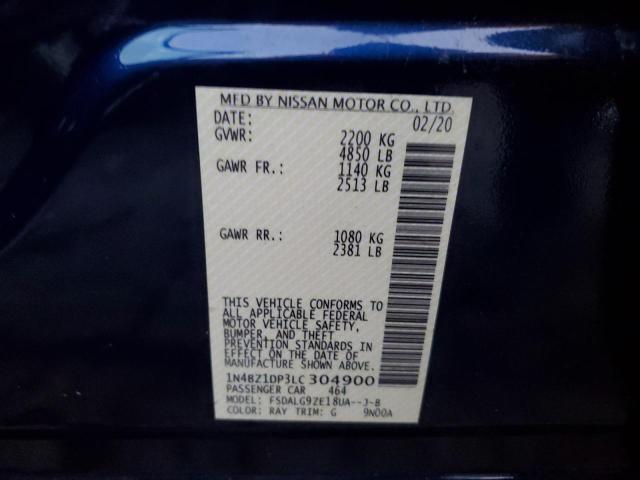 MFD BY NISSAN MOTOR CO., LTD.
DATE: 02/20
GVWR: 2200 KG
4850 LB
GAWR FR.: 1140 KG
2513 LB
GAWR RR.: 1080 KG
2381 LB
THIS VEHICLE CONFORMS TO
ALL APPLICABLE FEDERAL
MOTOR VEHICLE SAFETY,
BUMPER, AND THEFT
PREVENTION STANDARDS
IN EFFECT ON THE DATE OF
MANUFACTURE SHOWN ABOVE.
1N4BZ1DP3LC304900
PASSENGER CAR 464
MODEL: FSDALG9ZE18UA--J-B
COLOR: RAY TRIM: G 9N00A